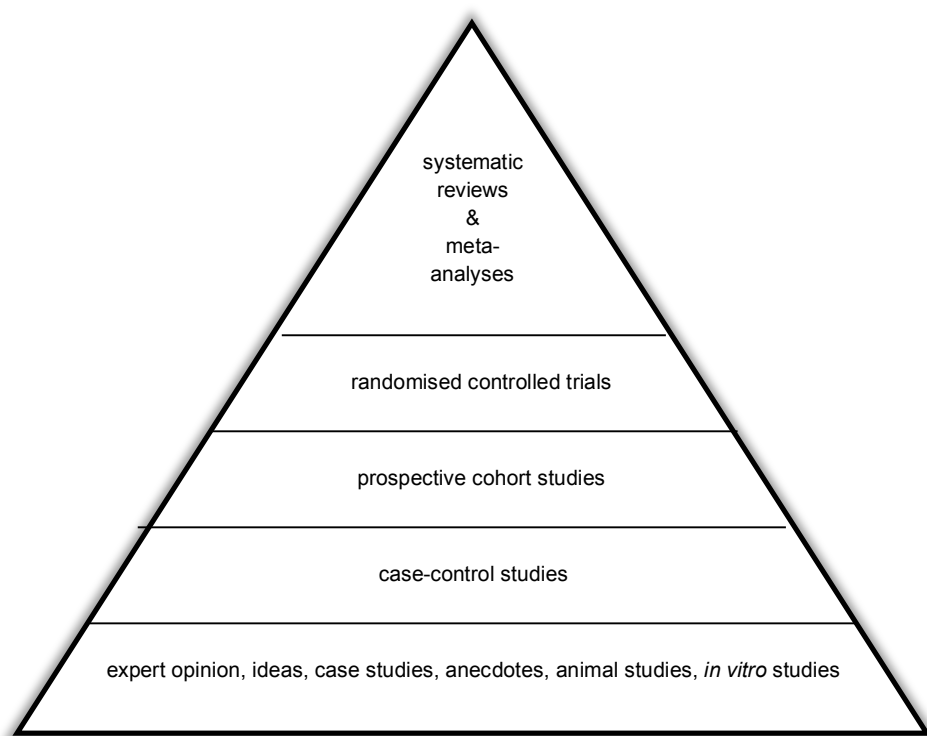 systematic
reviews
&
meta-
analyses
randomised controlled trials
prospective cohort studies
case-control studies
expert opinion, ideas, case studies, anecdotes, animal studies, in vitro studies